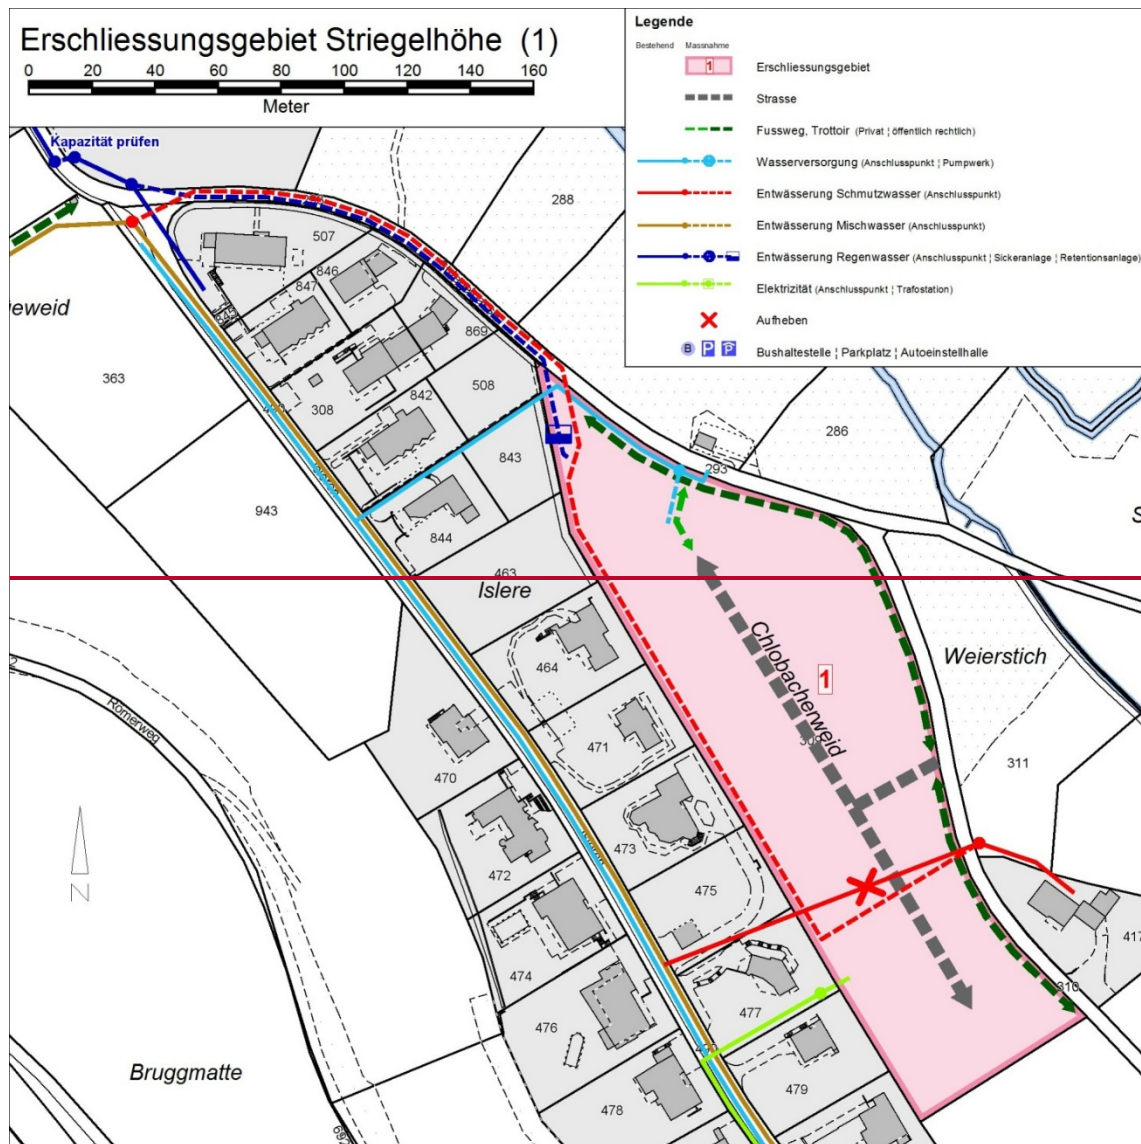 Erschliessungsgebiet Striegelhöhe (1)
0 20 40 60 80 100 120 140 160
Meter
Legende
Bestehend Massnahme
1 Erschliessungsgebiet
Strasse
Fussweg, Trottoir (Privat ¦ öffentlich rechtlich)
Wasserversorgung (Anschlusspunkt ¦ Pumpwerk)
Entwässerung Schmutzwasser (Anschlusspunkt)
Entwässerung Mischwasser (Anschlusspunkt)
Entwässerung Regenwasser (Anschlusspunkt ¦ Sickeranlage ¦ Retentionsanlage)
Elektrizität (Anschlusspunkt ¦ Trafostation)
Aufheben
B P P Bushaltestelle ¦ Parkplatz ¦ Autoeinstellhalle
Kapazität prüfen
288
507
846
847
eweid
869
363
508
308
842
286
293
843
943
844
463
Islere
464
Chlobacherweid
1
Weierstich
Römerweg
471
311
470
473
472
475
474
417
477
310
476
Bruggmatte
479
478
692
N